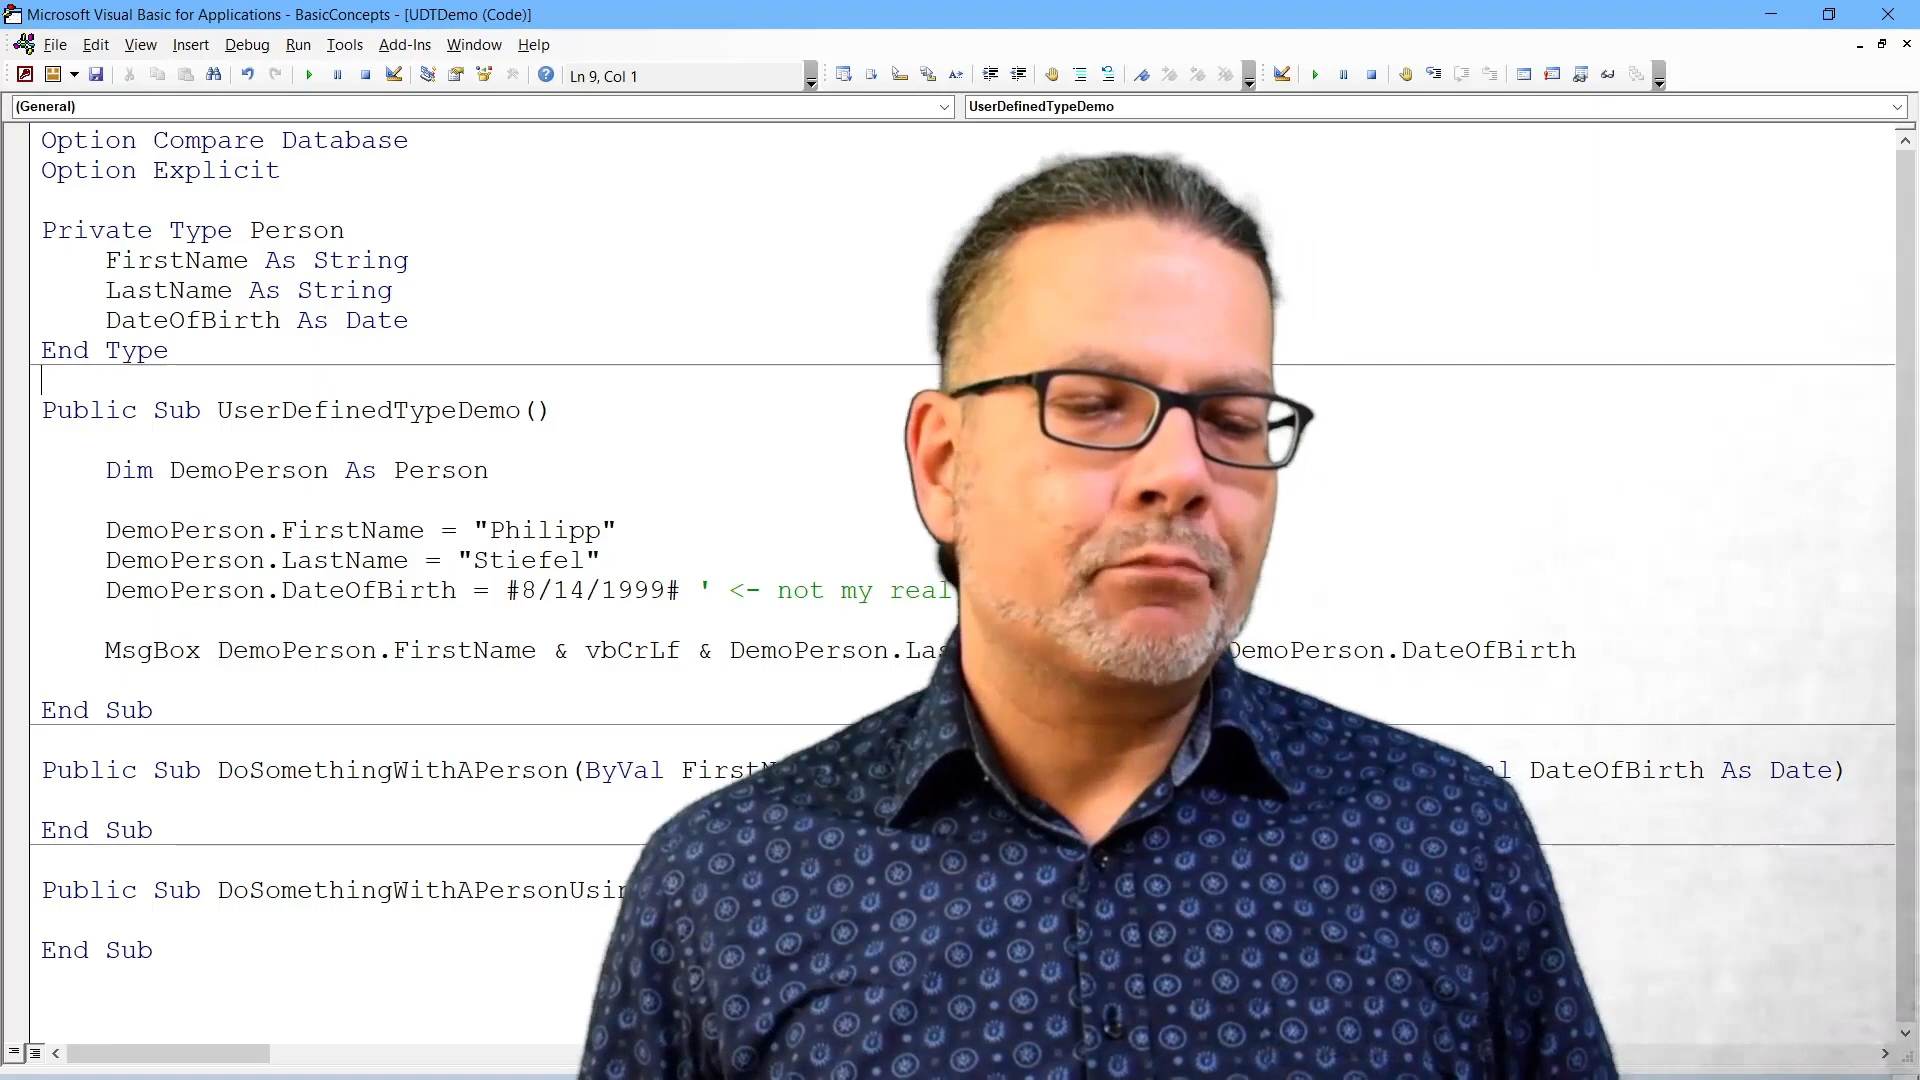 Microsoft Visual Basic for Applications - BasicConcepts - [UDTDemo (Code)]
File Edit View Insert Debug Run Tools Add-Ins Window Help
Ln 9, Col 1
(General) UserDefinedTypeDemo
Option Compare Database
Option Explicit
Private Type Person
FirstName As String
LastName As String
DateOfBirth As Date
End Type
Public Sub UserDefinedTypeDemo()
Dim DemoPerson As Person
DemoPerson.FirstName = "Philipp"
DemoPerson.LastName = "Stiefel"
DemoPerson.DateOfBirth = #8/14/1999# ' <- not my real
MsgBox DemoPerson.FirstName & vbCrLf & DemoPerson.Las DemoPerson.DateOfBirth
End Sub
Public Sub DoSomethingWithAPerson(ByVal FirstN al DateOfBirth As Date)
End Sub
Public Sub DoSomethingWithAPersonUsin
End Sub